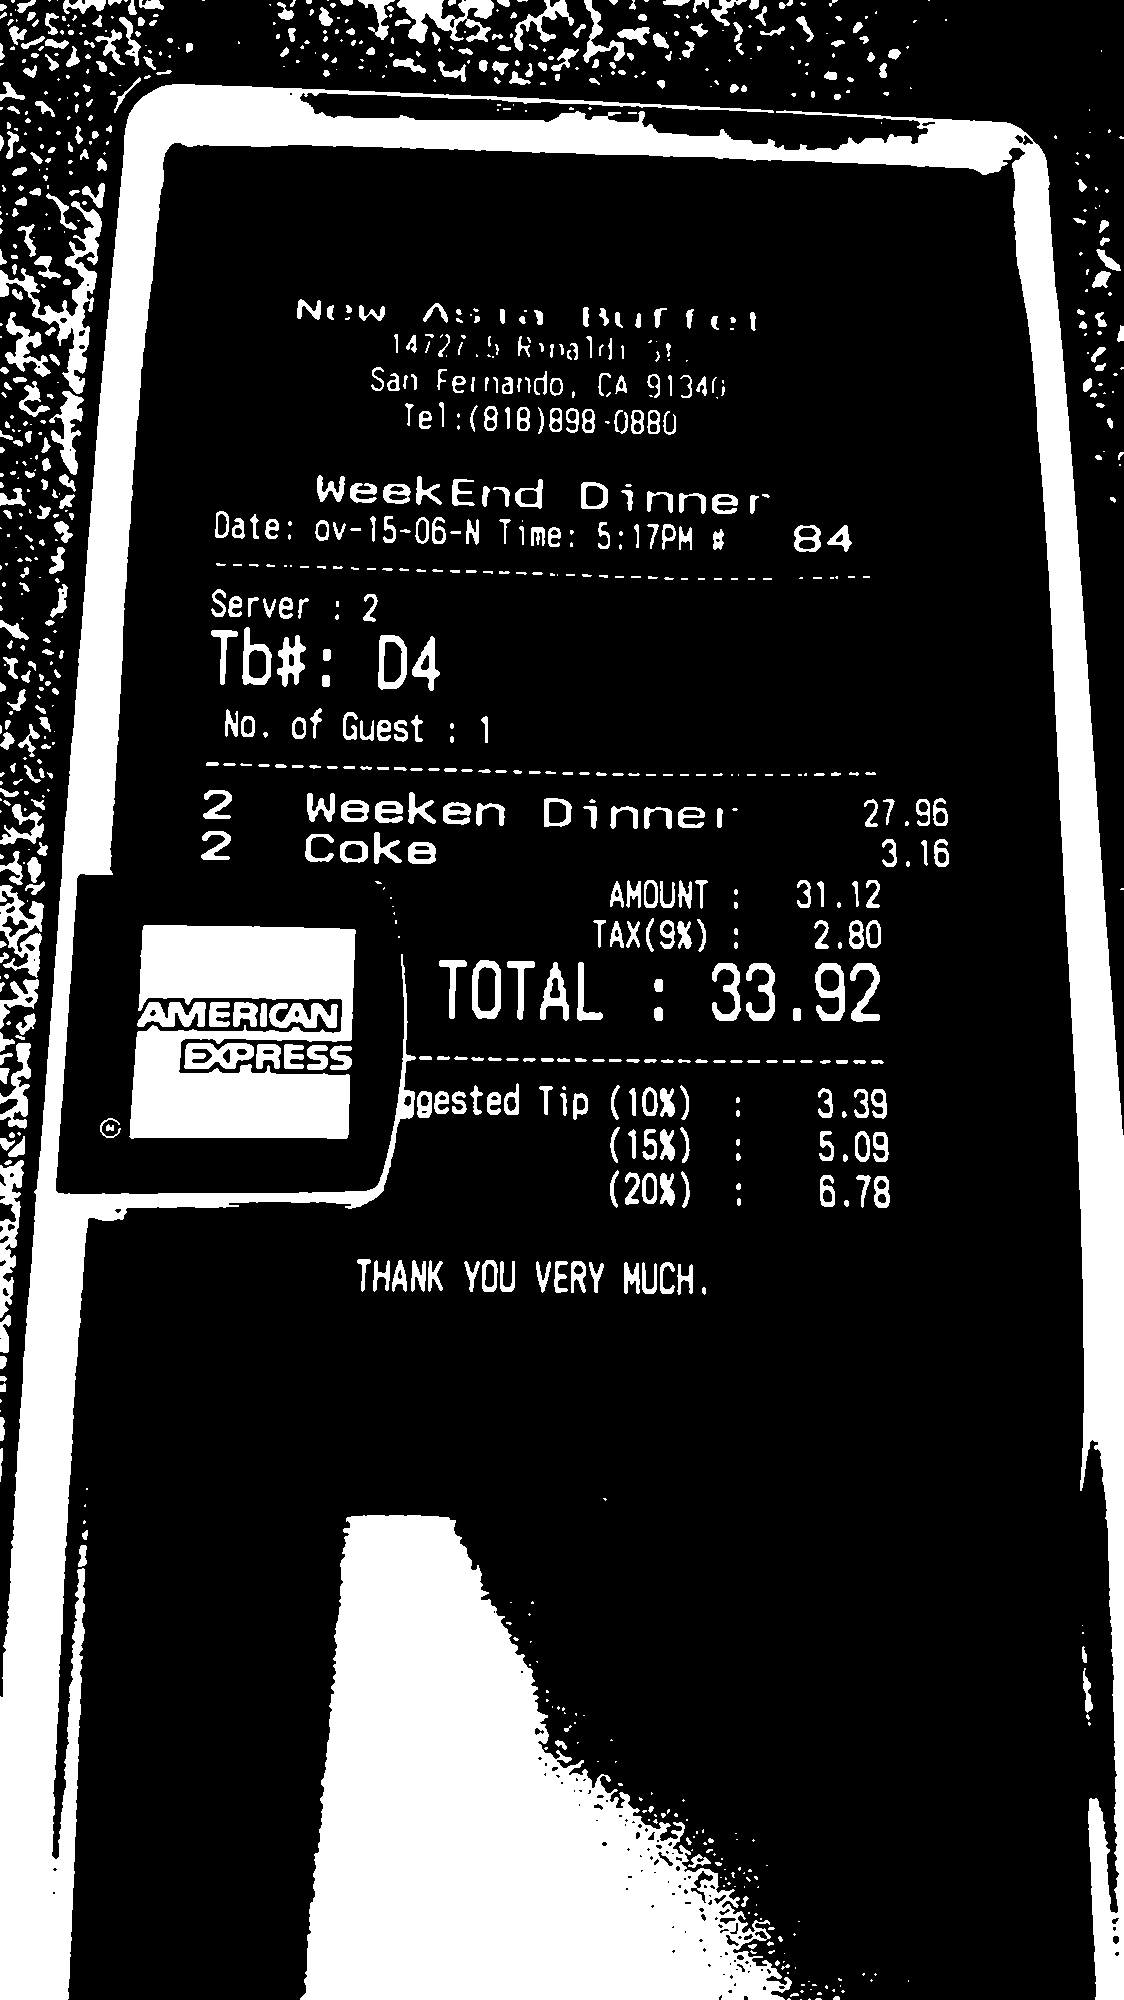 New Asia Buffet
14727.5 Rinaldi St.
San Fernando, CA 91340
Tel:(818)898-0880
WeekEnd Dinner
Date: ov-15-06-N Time: 5:17PM # 84
Server : 2
Tb#: D4
No. of Guest : 1
2 Weeken Dinner 27.96
2 Coke 3.16
AMOUNT : 31.12
TAX(9%) : 2.80
TOTAL : 33.92
AMERICAN
EXPRESS
®
ggested Tip (10%) : 3.39
(15%) : 5.09
(20%) : 6.78
THANK YOU VERY MUCH.